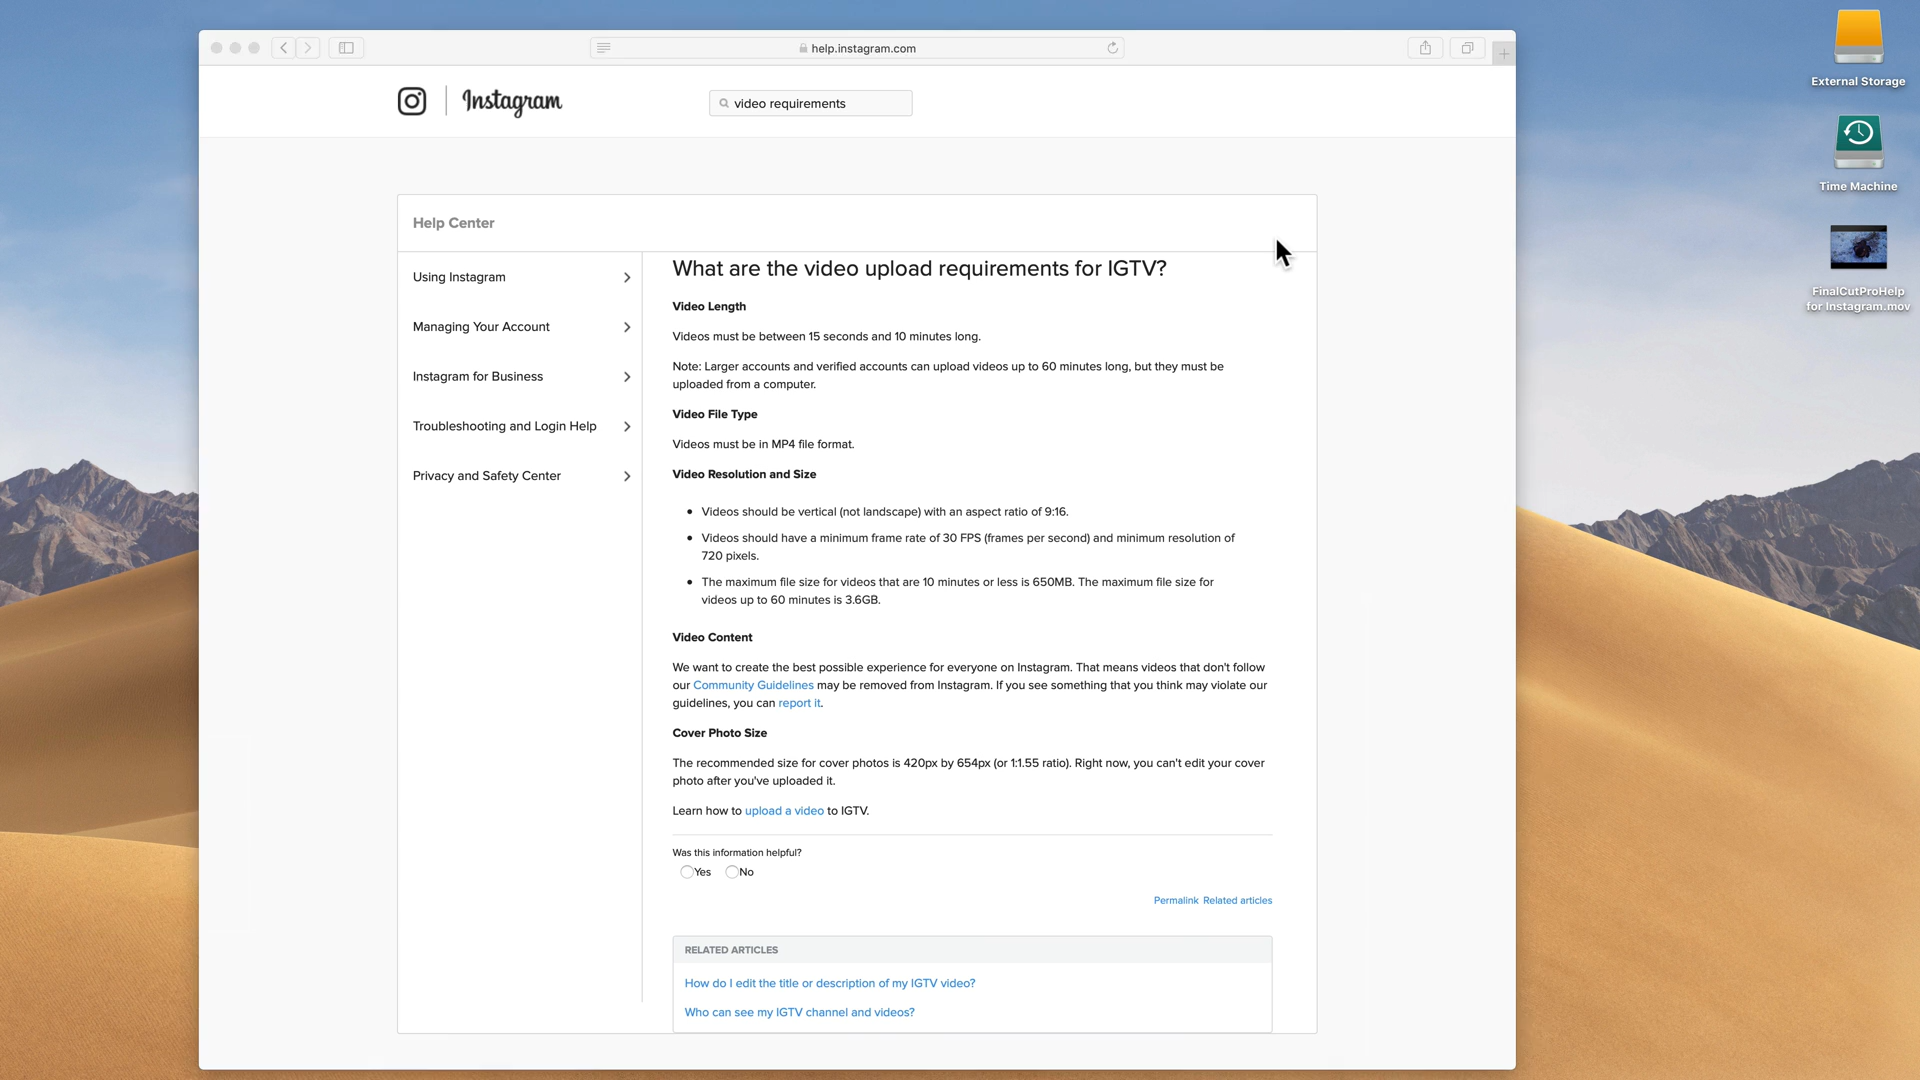 help.instagram.com
External Storage
Instagram
video requirements
Time Machine
FinalCutProHelp
for Instagram.mov
Help Center
Using Instagram
Managing Your Account
Instagram for Business
Troubleshooting and Login Help
Privacy and Safety Center
What are the video upload requirements for IGTV?
Video Length
Videos must be between 15 seconds and 10 minutes long.
Note: Larger accounts and verified accounts can upload videos up to 60 minutes long, but they must be
uploaded from a computer.
Video File Type
Videos must be in MP4 file format.
Video Resolution and Size
• Videos should be vertical (not landscape) with an aspect ratio of 9:16.
• Videos should have a minimum frame rate of 30 FPS (frames per second) and minimum resolution of
720 pixels.
• The maximum file size for videos that are 10 minutes or less is 650MB. The maximum file size for
videos up to 60 minutes is 3.6GB.
Video Content
We want to create the best possible experience for everyone on Instagram. That means videos that don't follow
our Community Guidelines may be removed from Instagram. If you see something that you think may violate our
guidelines, you can report it.
Cover Photo Size
The recommended size for cover photos is 420px by 654px (or 1:1.55 ratio). Right now, you can't edit your cover
photo after you've uploaded it.
Learn how to upload a video to IGTV.
Was this information helpful?
Yes No
Permalink Related articles
RELATED ARTICLES
How do I edit the title or description of my IGTV video?
Who can see my IGTV channel and videos?